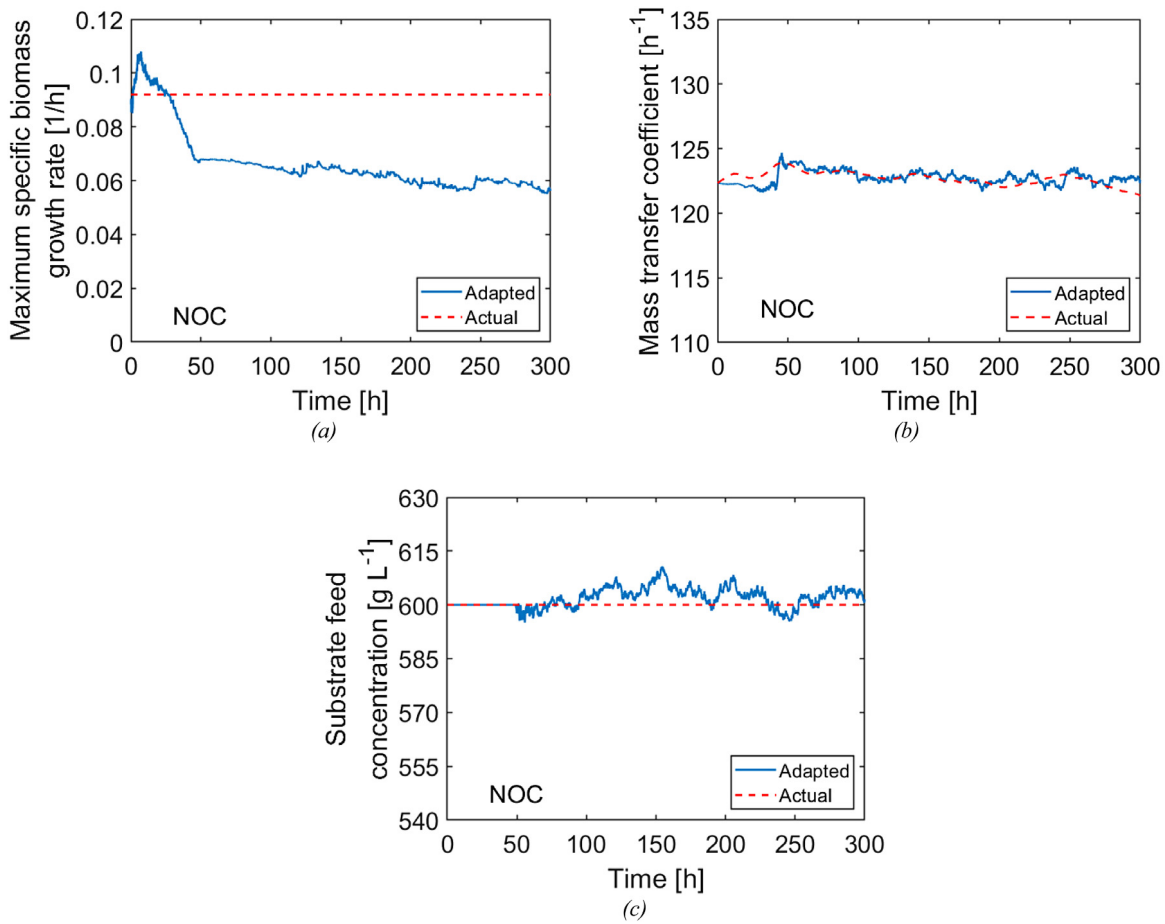 Maximum specific biomass
growth rate [1/h]
0.12
0.1
0.08
0.06
0.04
0.02
0
NOC
Adapted
Actual
0 50 100 150 200 250 300
Time [h]
(a)
Mass transfer coefficient [h⁻¹]
135
130
125
120
115
110
NOC
Adapted
Actual
0 50 100 150 200 250 300
Time [h]
(b)
Substrate feed
concentration [g L⁻¹]
630
615
600
585
570
555
540
NOC
Adapted
Actual
0 50 100 150 200 250 300
Time [h]
(c)